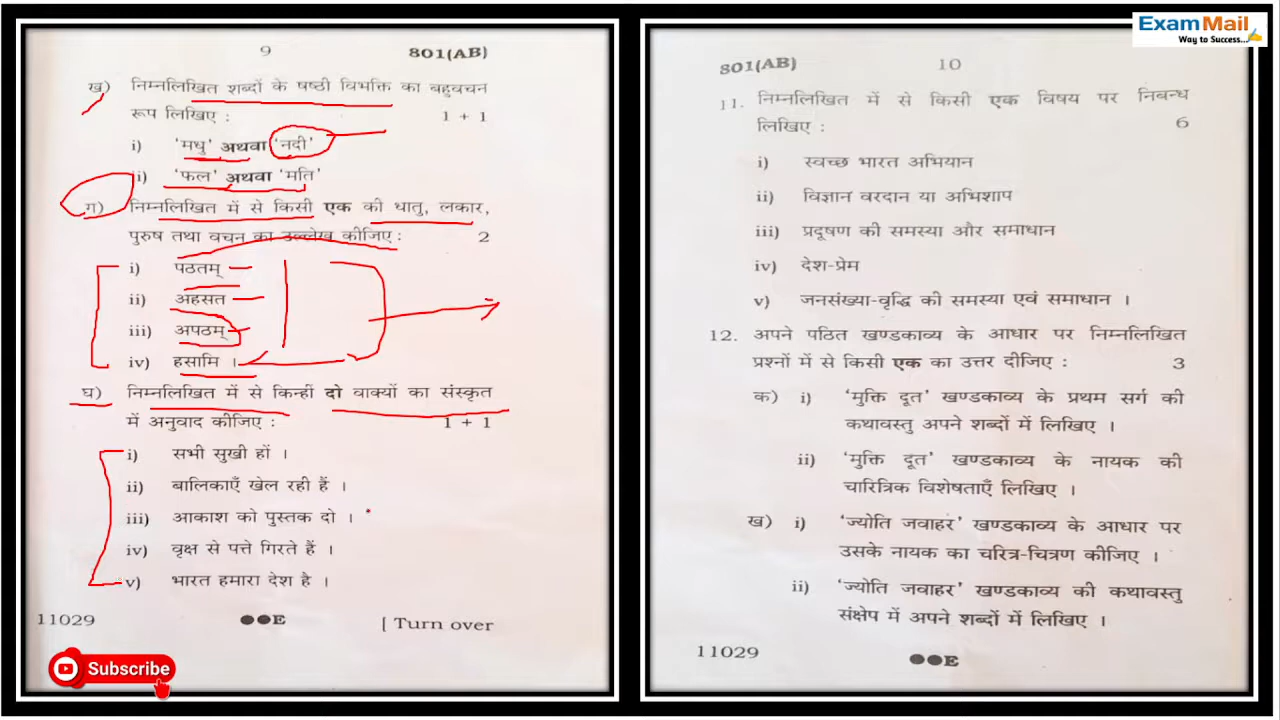 ExamMail
Way to Success...
9
801(AB)
ख) निम्नलिखित शब्दों के षष्ठी विभक्ति का बहुवचन
रूप लिखिए : 1 + 1
i) 'मधु' अथवा 'नदी'
ii) 'फल' अथवा 'मति'
ग) निम्नलिखित में से किसी एक की धातु, लकार,
पुरुष तथा वचन का उल्लेख कीजिए : 2
i) पठतम्
ii) अहसत
iii) अपठम्
iv) हसामि ।
घ) निम्नलिखित में से किन्हीं दो वाक्यों का संस्कृत
में अनुवाद कीजिए : 1 + 1
i) सभी सुखी हों ।
ii) बालिकाएँ खेल रही हैं ।
iii) आकाश को पुस्तक दो ।
iv) वृक्ष से पत्ते गिरते हैं ।
v) भारत हमारा देश है ।
11029 ●●E [ Turn over
Subscribe
801(AB) 10
11. निम्नलिखित में से किसी एक विषय पर निबन्ध
लिखिए : 6
i) स्वच्छ भारत अभियान
ii) विज्ञान वरदान या अभिशाप
iii) प्रदूषण की समस्या और समाधान
iv) देश-प्रेम
v) जनसंख्या-वृद्धि की समस्या एवं समाधान ।
12. अपने पठित खण्डकाव्य के आधार पर निम्नलिखित
प्रश्नों में से किसी एक का उत्तर दीजिए : 3
क) i) 'मुक्ति दूत' खण्डकाव्य के प्रथम सर्ग की
कथावस्तु अपने शब्दों में लिखिए ।
ii) 'मुक्ति दूत' खण्डकाव्य के नायक की
चारित्रिक विशेषताएँ लिखिए ।
ख) i) 'ज्योति जवाहर' खण्डकाव्य के आधार पर
उसके नायक का चरित्र-चित्रण कीजिए ।
ii) 'ज्योति जवाहर' खण्डकाव्य की कथावस्तु
संक्षेप में अपने शब्दों में लिखिए ।
11029 ●●E